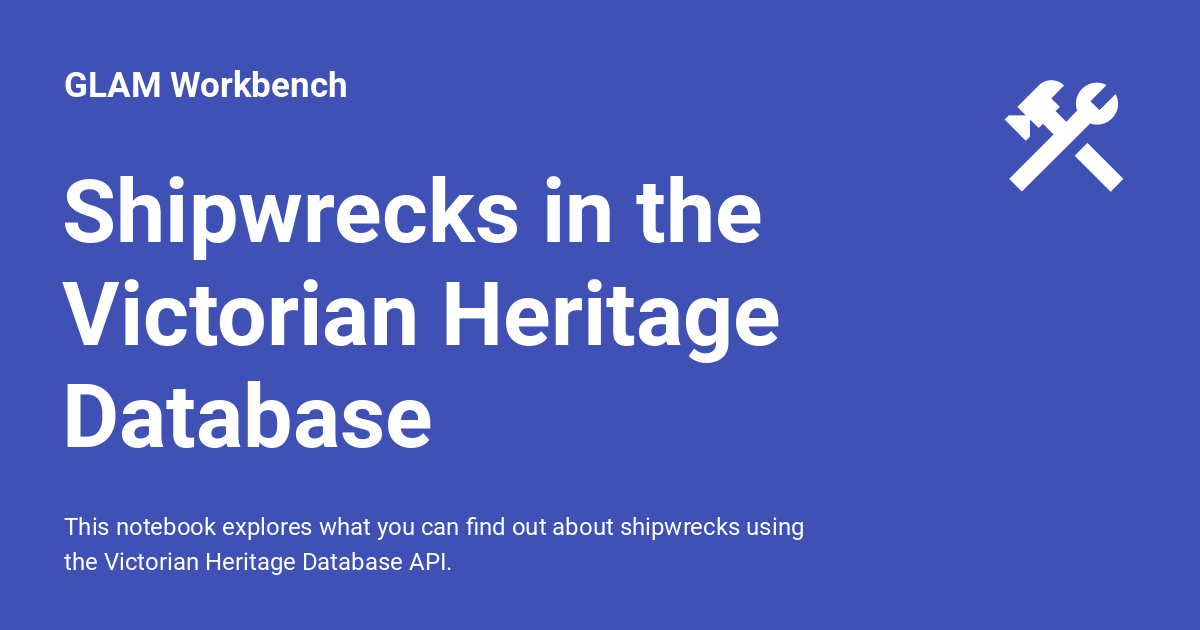 GLAM Workbench
Shipwrecks in the
Victorian Heritage
Database
This notebook explores what you can find out about shipwrecks using
the Victorian Heritage Database API.